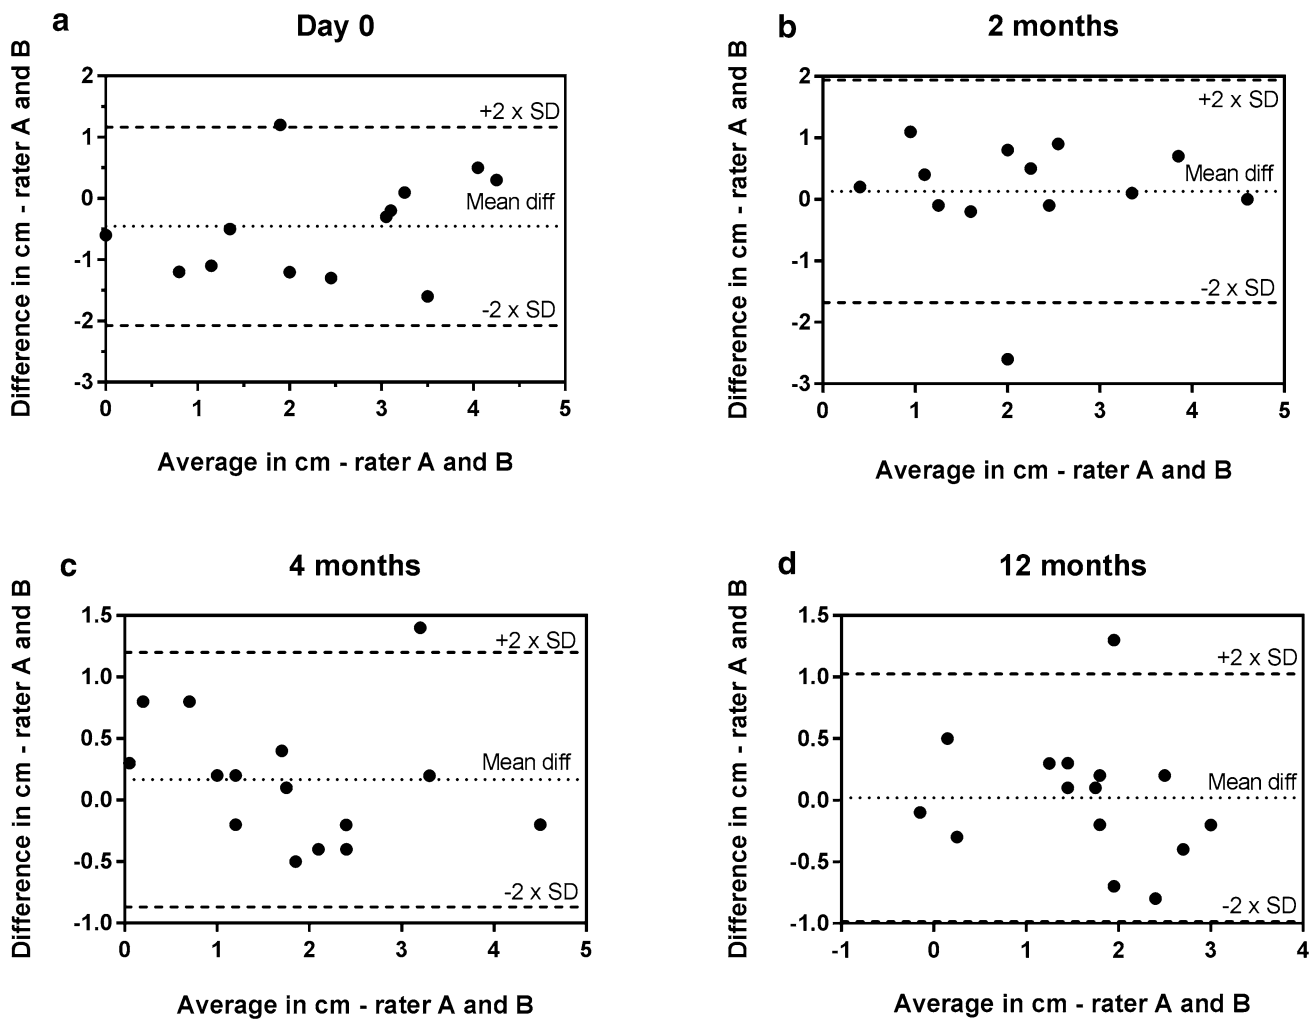 a
Day 0
Difference in cm - rater A and B
2
1
0
-1
-2
-3
+2 x SD
Mean diff
-2 x SD
0 1 2 3 4 5
Average in cm - rater A and B
b
2 months
Difference in cm - rater A and B
2
1
0
-1
-2
-3
+2 x SD
Mean diff
-2 x SD
0 1 2 3 4 5
Average in cm - rater A and B
c
4 months
Difference in cm - rater A and B
1.5
1.0
0.5
0.0
-0.5
-1.0
+2 x SD
Mean diff
-2 x SD
0 1 2 3 4 5
Average in cm - rater A and B
d
12 months
Difference in cm - rater A and B
1.5
1.0
0.5
0.0
-0.5
-1.0
+2 x SD
Mean diff
-2 x SD
-1 0 1 2 3 4
Average in cm - rater A and B